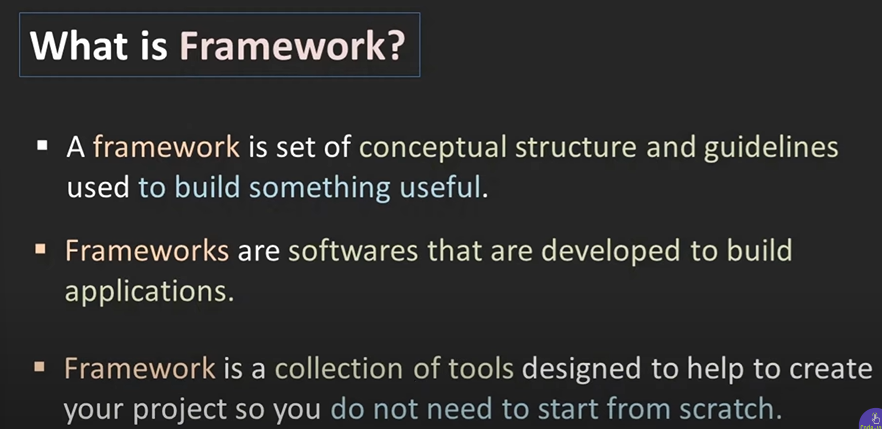 What is Framework?
▪ A framework is set of conceptual structure and guidelines
used to build something useful.
▪ Frameworks are softwares that are developed to build
applications.
▪ Framework is a collection of tools designed to help to create
your project so you do not need to start from scratch.